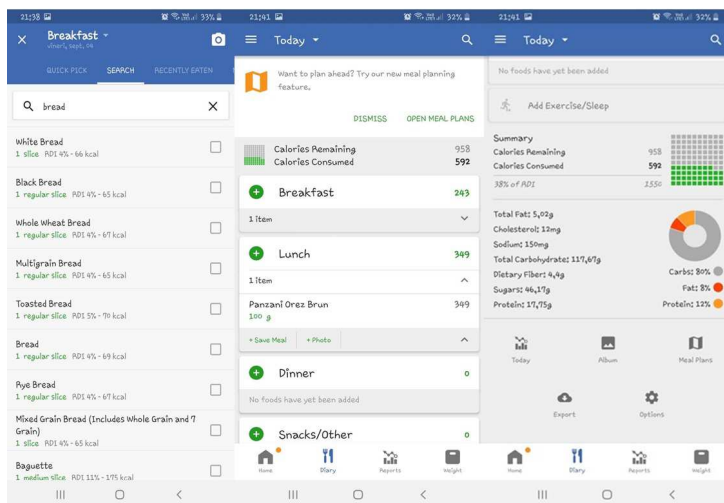 21:38
33%
Breakfast
vineri, sept. 04
QUICK PICK SEARCH RECENTLY EATEN
bread
White Bread
1 slice RDI 4% - 66 kcal
Black Bread
1 regular slice RDI 4% - 65 kcal
Whole Wheat Bread
1 regular slice RDI 4% - 67 kcal
Multigrain Bread
1 regular slice RDI 4% - 65 kcal
Toasted Bread
1 regular slice RDI 5% - 70 kcal
Bread
1 regular slice RDI 4% - 69 kcal
Rye Bread
1 regular slice RDI 4% - 67 kcal
Mixed Grain Bread (Includes Whole Grain and 7
Grain)
1 slice RDI 4% - 65 kcal
Baguette
1 medium slice RDI 11% - 175 kcal
21:41
32%
Today
Want to plan ahead? Try our new meal planning
feature.
DISMISS OPEN MEAL PLANS
Calories Remaining 958
Calories Consumed 592
Breakfast 243
1 item
Lunch 349
1 item
Panzani Orez Brun 349
100 g
+ Save Meal + Photo
Dinner 0
No foods have yet been added
Snacks/Other 0
Home Diary Reports Weight
21:41
32%
Today
No foods have yet been added
Add Exercise/Sleep
Summary
Calories Remaining 958
Calories Consumed 592
38% of RDI 1550
Total Fat: 5,02g
Cholesterol: 12mg
Sodium: 150mg
Total Carbohydrate: 117,67g
Dietary Fiber: 4,4g
Sugars: 46,17g
Protein: 17,75g
Carbs: 80%
Fat: 8%
Protein: 12%
Today Album Meal Plans
Export Options
Home Diary Reports Weight